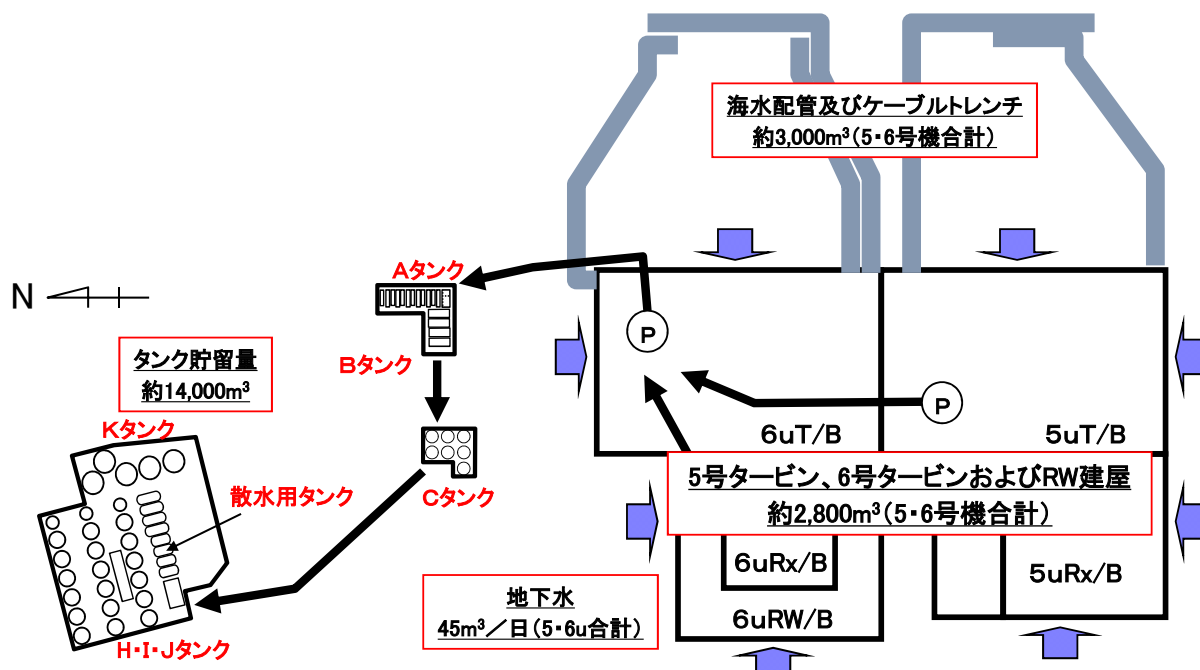 海水配管及びケーブルトレンチ
約3,000m³(5・6号機合計)
Aタンク
N
P
Bタンク
タンク貯留量
約14,000m³
P
Kタンク
6uT/B
5uT/B
5号タービン、6号タービンおよびRW建屋
約2,800m³(5・6号機合計)
散水用タンク
Cタンク
6uRx/B
5uRx/B
地下水
45m³/日(5・6u合計)
6uRW/B
H・I・Jタンク